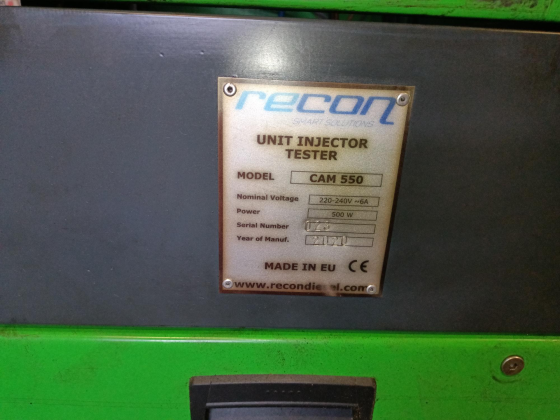 recon
SMART SOLUTIONS
UNIT INJECTOR
TESTER
MODEL CAM 550
Nominal Voltage 220-240V ~6A
Power 500 W
Serial Number
Year of Manuf.
MADE IN EU CE
www.recondiesel.com